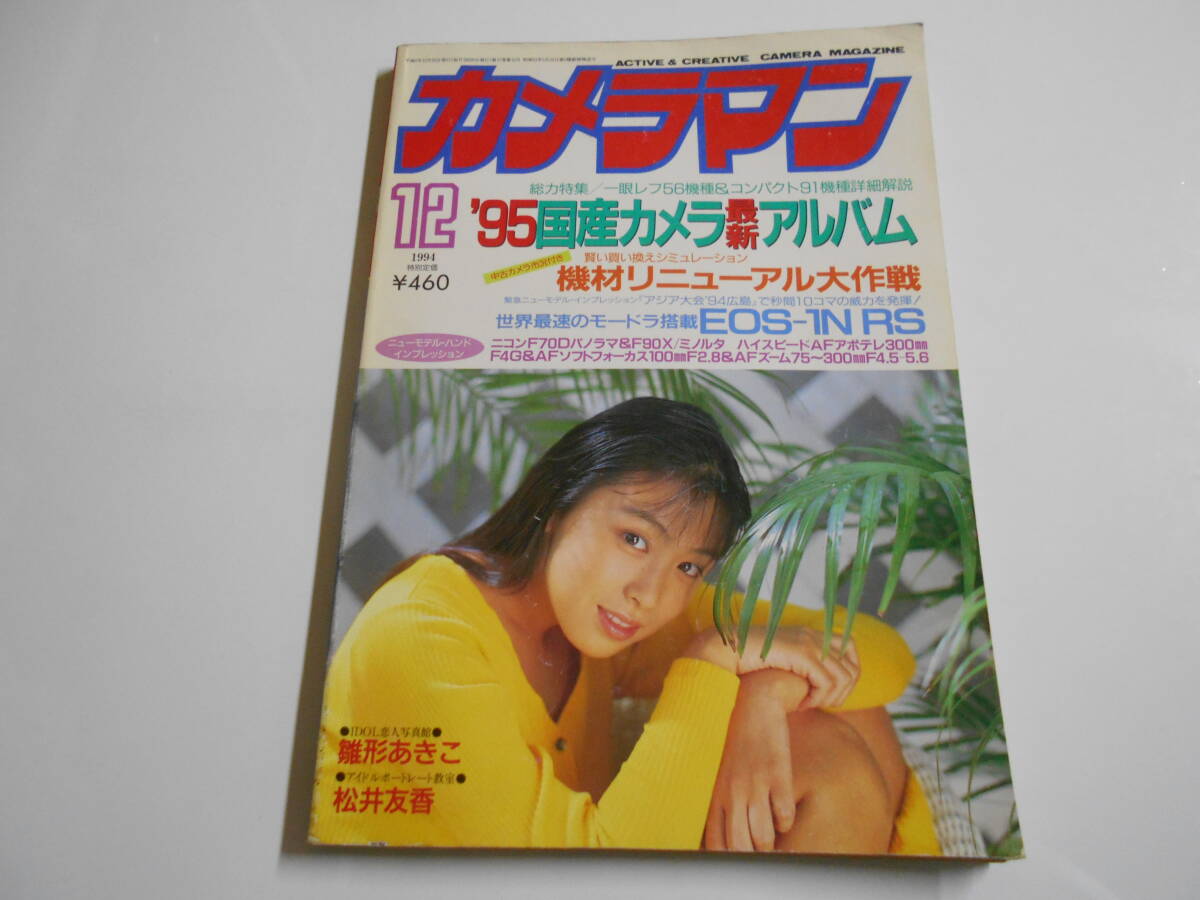 ACTIVE & CREATIVE CAMERA MAGAZINE
カメラマン
12
1994
特別定価
¥460
総力特集／一眼レフ56機種&コンパクト91機種詳細解説
'95国産カメラ最新アルバム
中古カメラ市況付き
賢い買い換えシミュレーション
機材リニューアル大作戦
緊急ニューモデル・インプレッション『アジア大会'94広島』で秒間10コマの威力を発揮！
世界最速のモードラ搭載EOS-1N RS
ニューモデル・ハンド
インプレッション
ニコンF70Dパノラマ&F90X／ミノルタ ハイスピードAFアポテレ300mm
F4G&AFソフトフォーカス100mmF2.8&AFズーム75〜300mmF4.5-5.6
●IDOL恋人写真館●
雛形あきこ
●アイドルポートレート教室●
松井友香